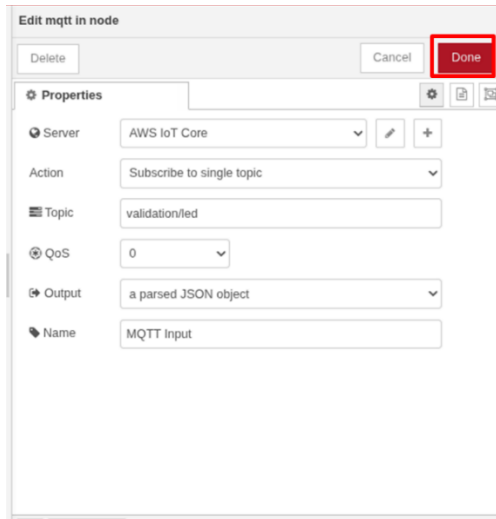 Edit mqtt in node
Delete Cancel Done
Properties
Server AWS IoT Core
Action Subscribe to single topic
Topic validation/led
QoS 0
Output a parsed JSON object
Name MQTT Input